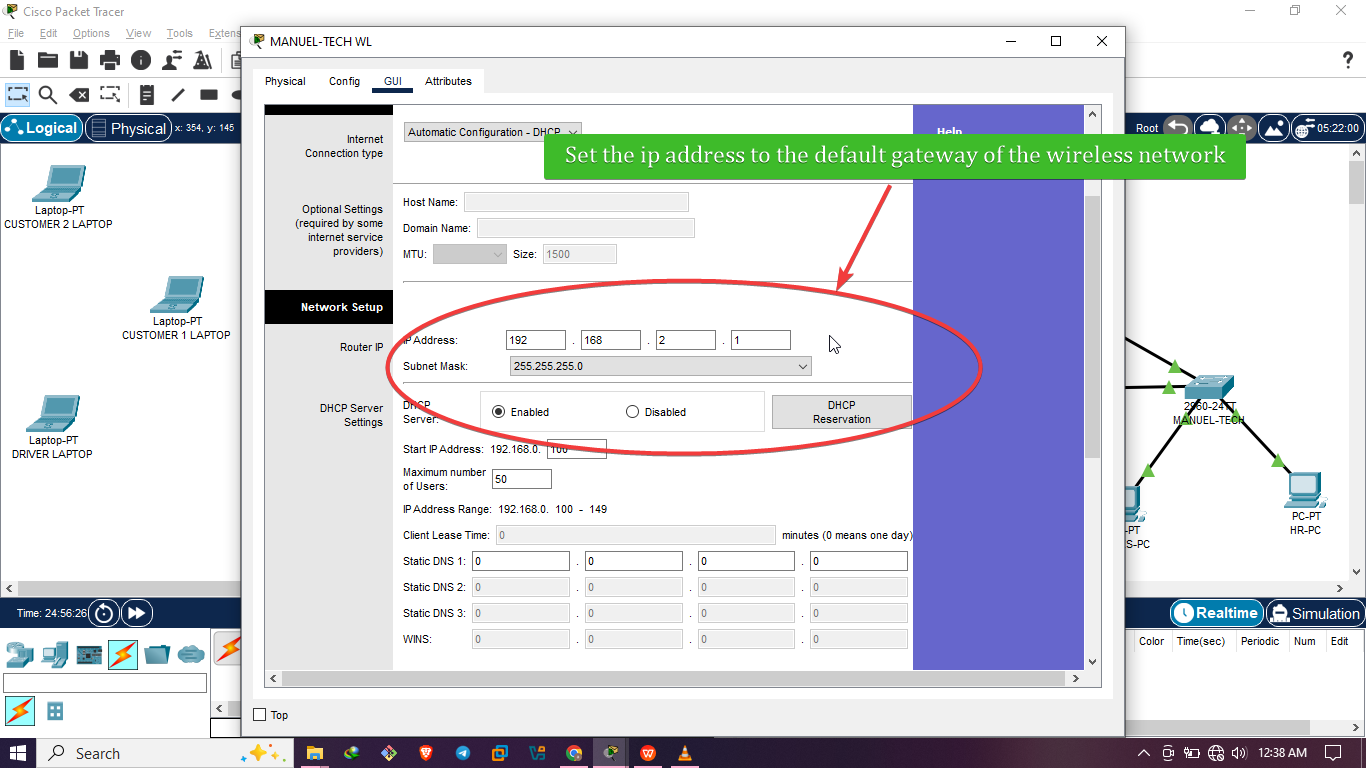 Cisco Packet Tracer
File Edit Options View Tools Extens
MANUEL-TECH WL
Physical Config GUI Attributes
Logical Physical x: 354, y: 145
Root 05:22:00
Internet
Connection type
Automatic Configuration - DHCP
Help
Set the ip address to the default gateway of the wireless network
Optional Settings
(required by some
internet service
providers)
Host Name:
Domain Name:
MTU: Size: 1500
Network Setup
Router IP
IP Address: 192 . 168 . 2 . 1
Subnet Mask: 255.255.255.0
DHCP Server
Settings
DHCP
Server:
Enabled Disabled
DHCP
Reservation
Start IP Address: 192.168.0. 100
Maximum number
of Users:
50
IP Address Range: 192.168.0. 100 - 149
Client Lease Time: 0 minutes (0 means one day)
Static DNS 1: 0 . 0 . 0 . 0
Static DNS 2: 0 . 0 . 0 . 0
Static DNS 3: 0 . 0 . 0 . 0
WINS: 0 . 0 . 0 . 0
Top
Laptop-PT
CUSTOMER 2 LAPTOP
Laptop-PT
CUSTOMER 1 LAPTOP
Laptop-PT
DRIVER LAPTOP
2960-24TT
MANUEL-TECH
-PT
S-PC
PC-PT
HR-PC
Time: 24:56:26
Realtime Simulation
Color Time(sec) Periodic Num Edit
Search
12:38 AM